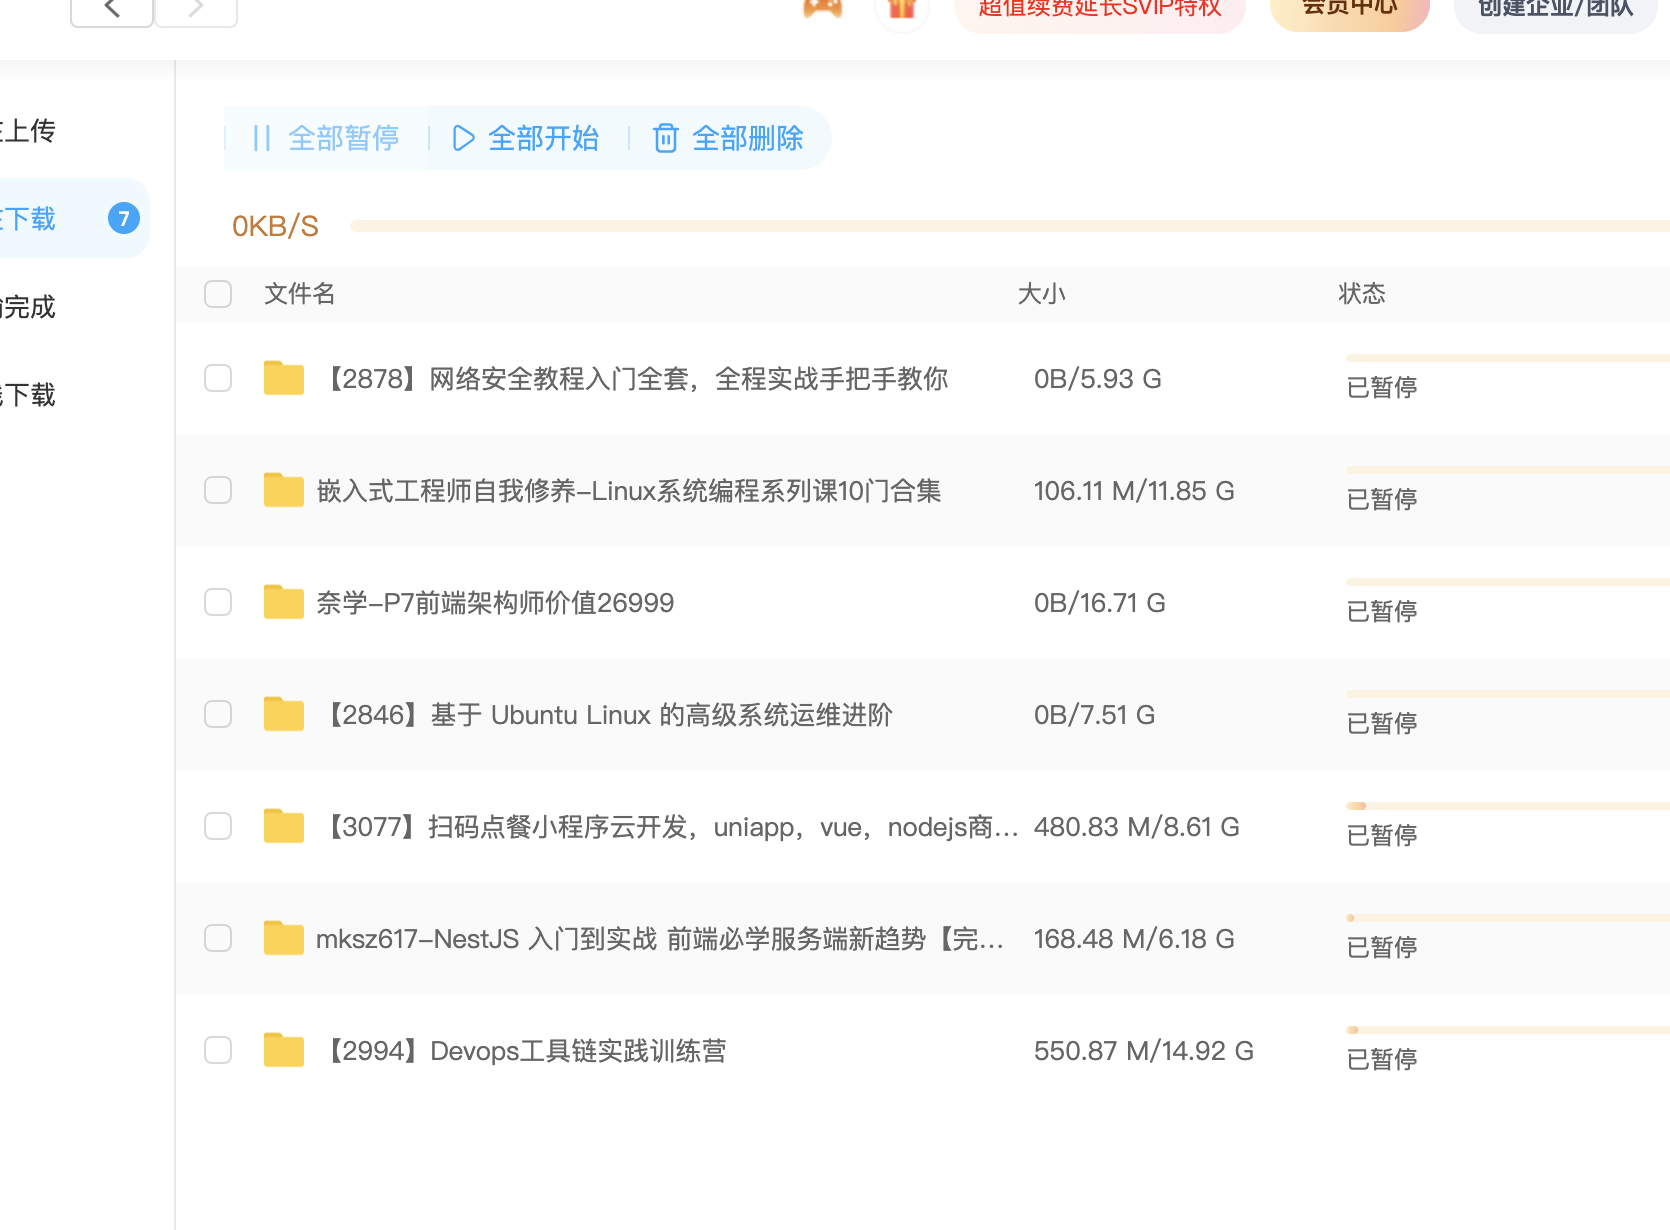 超值续费延长SVIP特权 会员中心 创建企业/团队
上传
全部暂停 全部开始 全部删除
下载 7
0KB/S
文件名 大小 状态
完成
【2878】网络安全教程入门全套，全程实战手把手教你 0B/5.93 G 已暂停
下载
嵌入式工程师自我修养-Linux系统编程系列课10门合集 106.11 M/11.85 G 已暂停
奈学-P7前端架构师价值26999 0B/16.71 G 已暂停
【2846】基于 Ubuntu Linux 的高级系统运维进阶 0B/7.51 G 已暂停
【3077】扫码点餐小程序云开发，uniapp，vue，nodejs商... 480.83 M/8.61 G 已暂停
mksz617-NestJS 入门到实战 前端必学服务端新趋势【完... 168.48 M/6.18 G 已暂停
【2994】Devops工具链实践训练营 550.87 M/14.92 G 已暂停